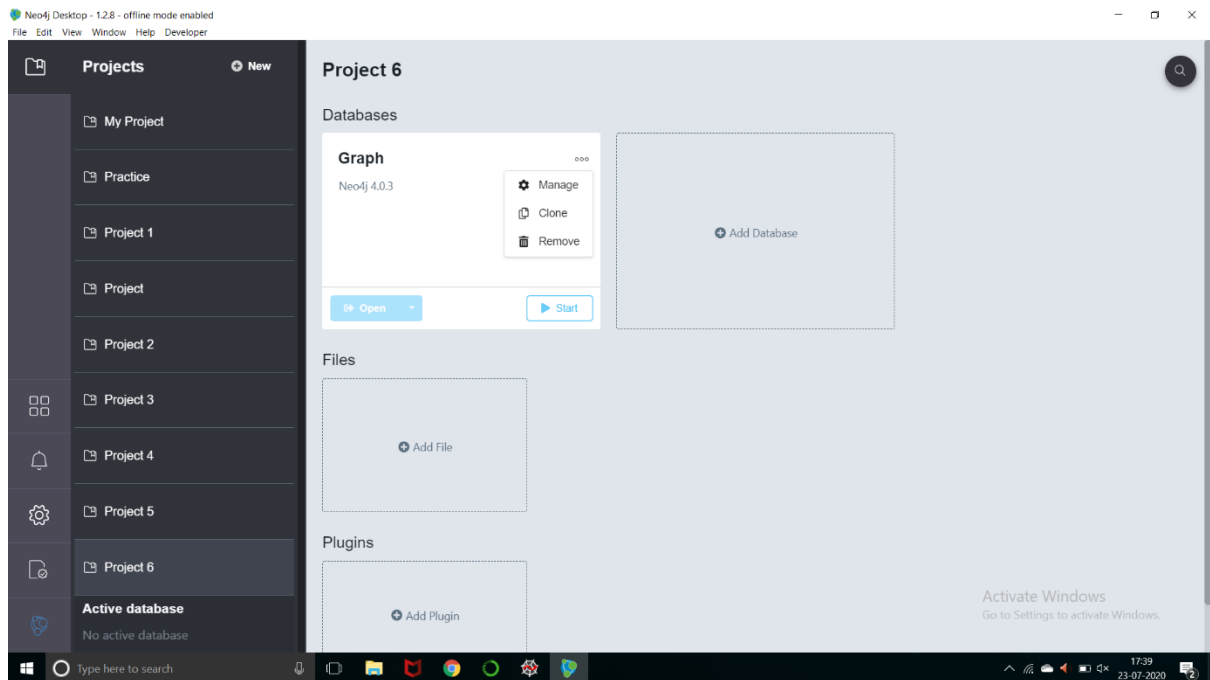 Neo4j Desktop - 1.2.8 - offline mode enabled
File Edit View Window Help Developer
Projects
New
My Project
Practice
Project 1
Project
Project 2
Project 3
Project 4
Project 5
Project 6
Active database
No active database
Project 6
Databases
Graph
Neo4j 4.0.3
Manage
Clone
Remove
Open
Start
Add Database
Files
Add File
Plugins
Add Plugin
Activate Windows
Go to Settings to activate Windows.
Type here to search
17:39
23-07-2020
2